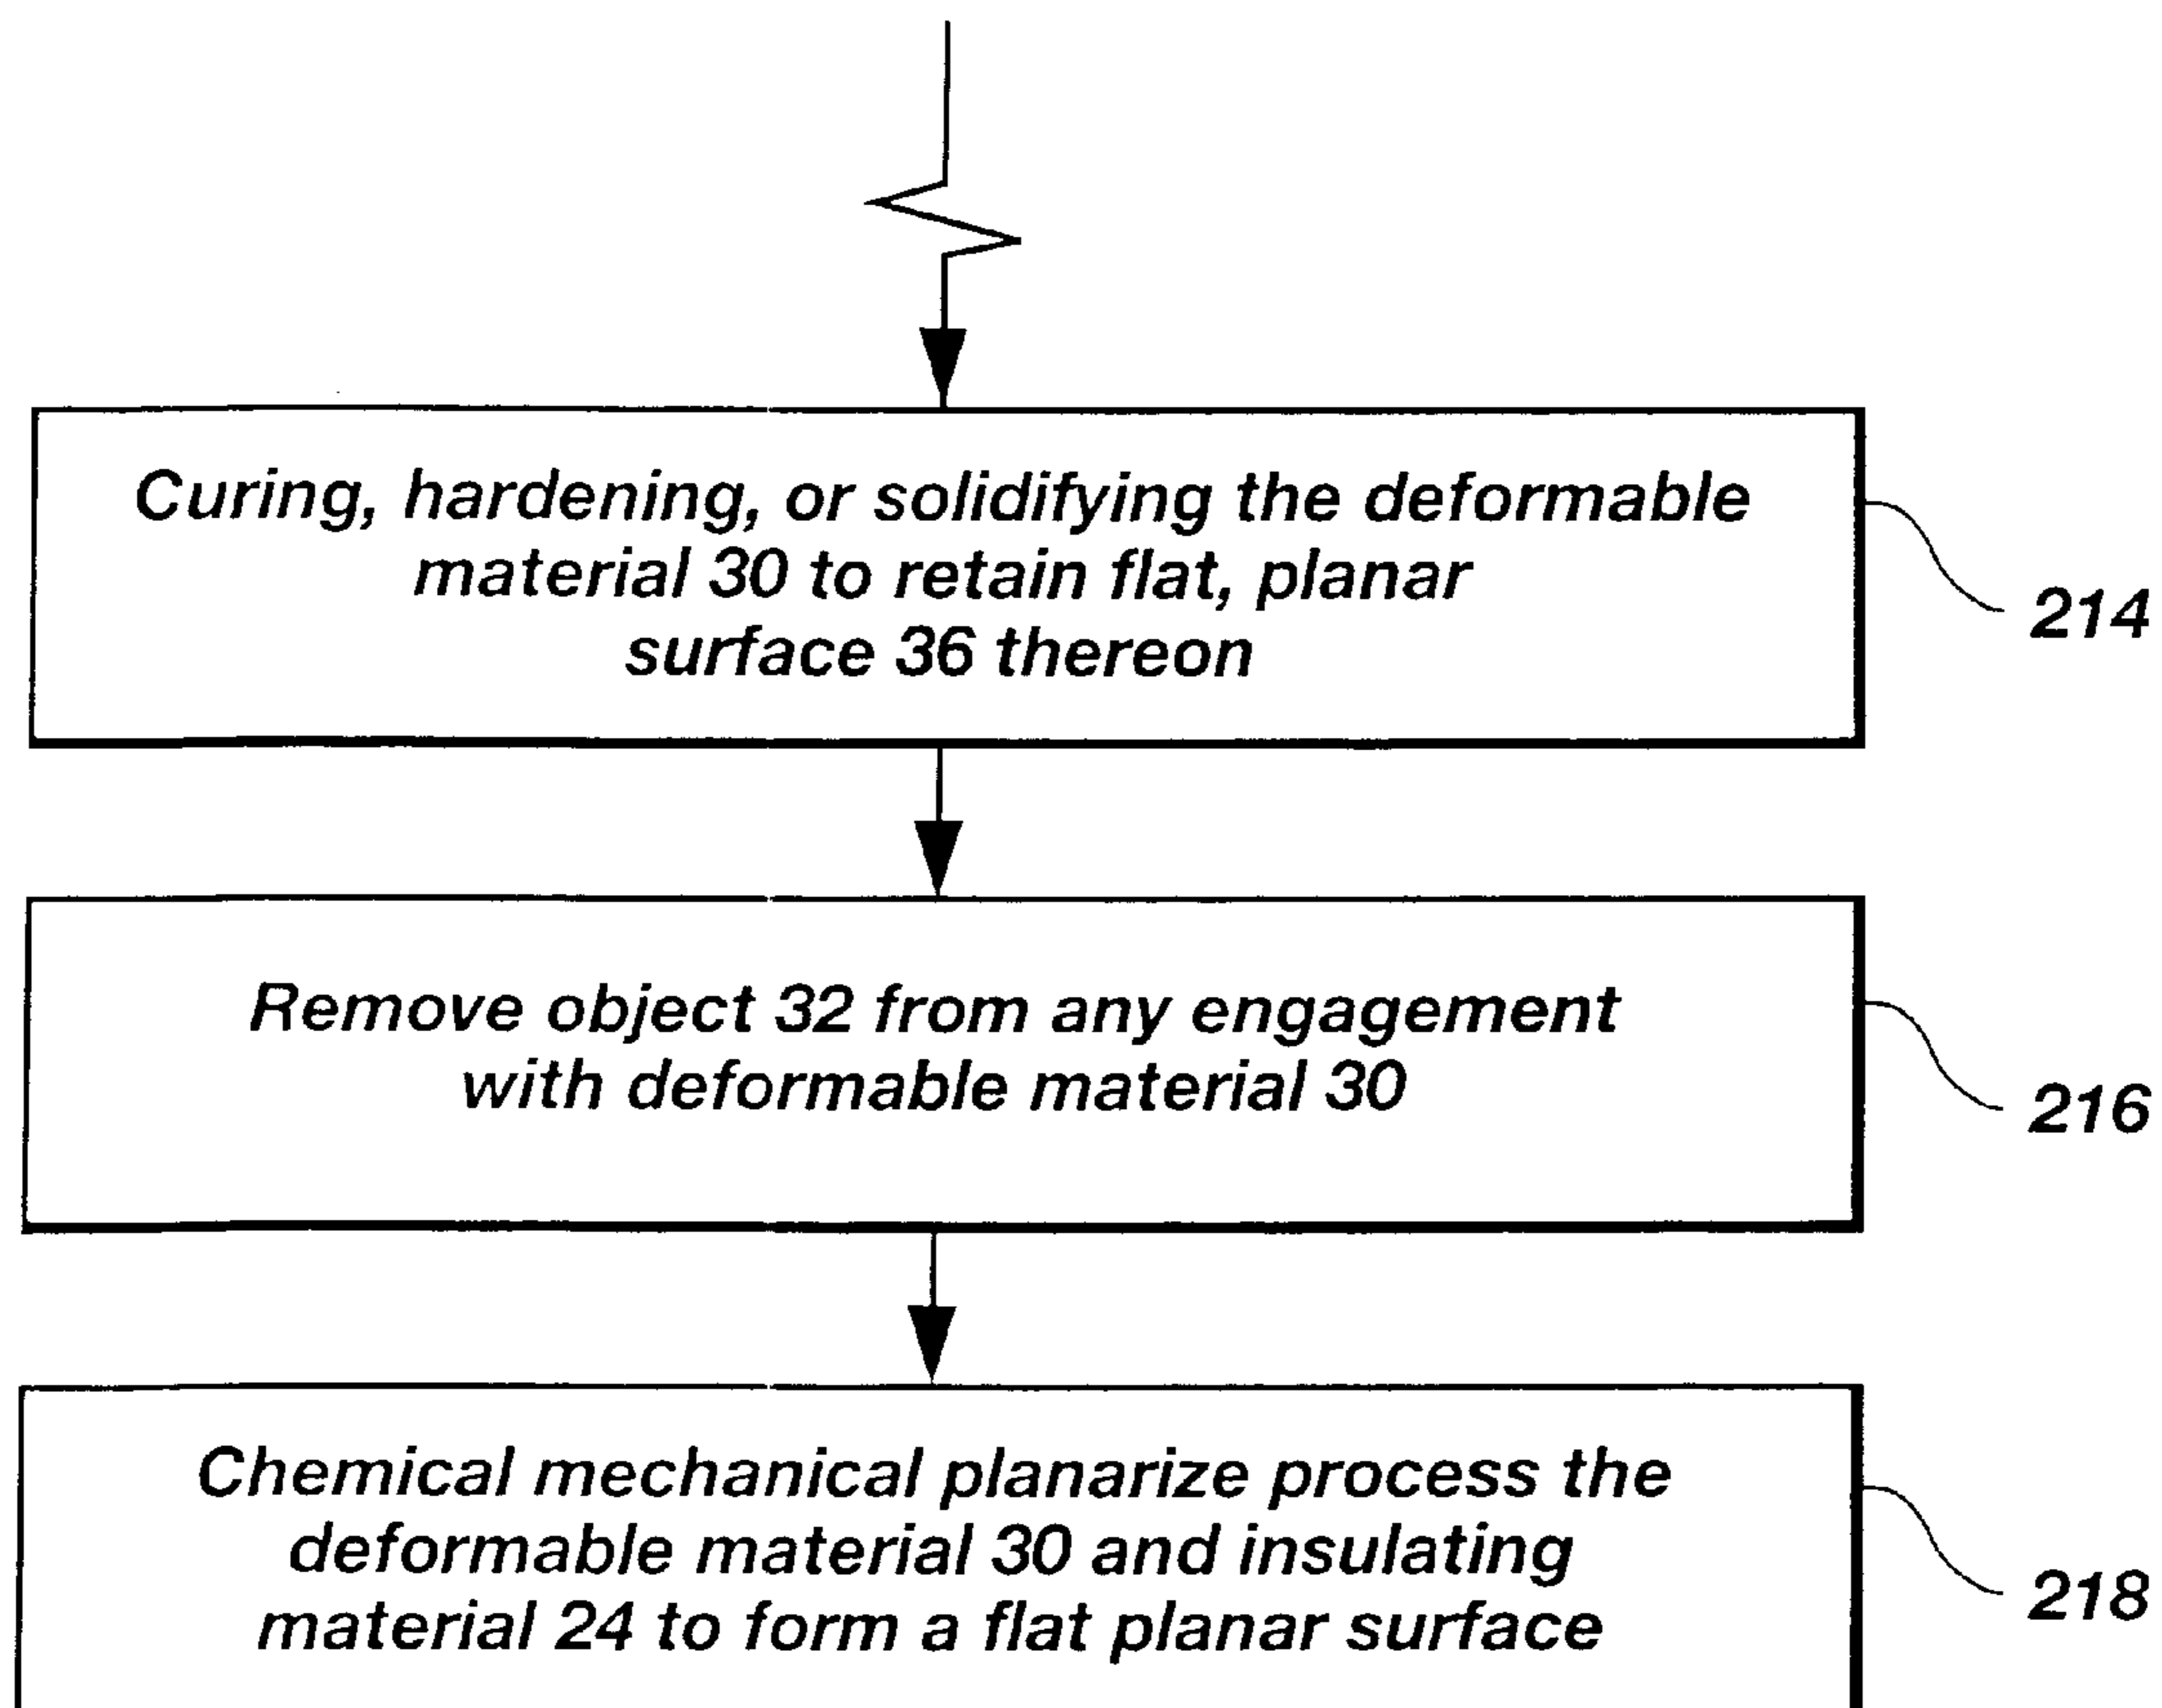 Curing, hardening, or solidifying the deformable
material 30 to retain flat, planar
surface 36 thereon
214
Remove object 32 from any engagement
with deformable material 30
216
Chemical mechanical planarize process the
deformable material 30 and insulating
material 24 to form a flat planar surface
218